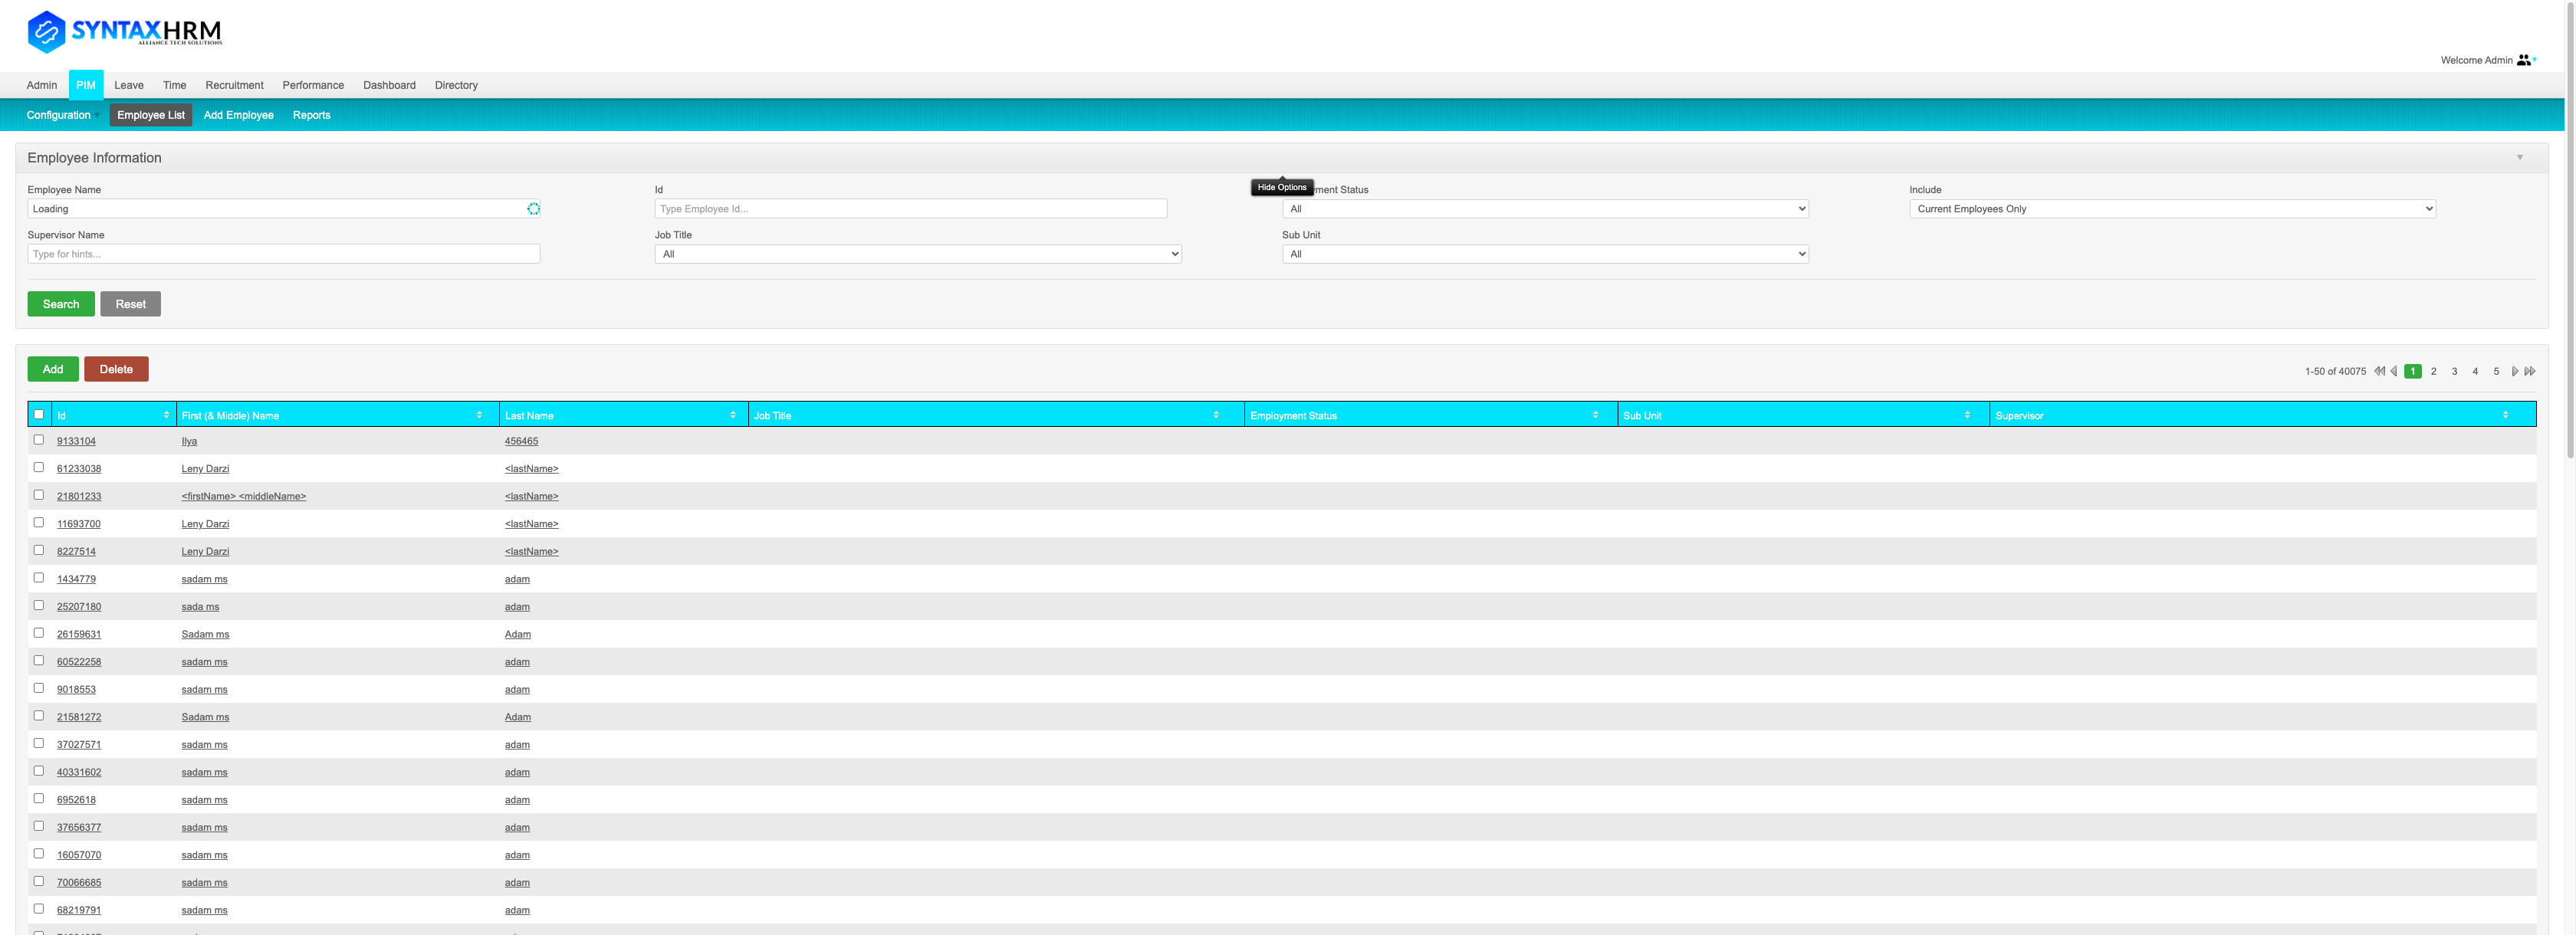 SYNTAXHRM
ALLIANCE TECH SOLUTIONS
Welcome Admin
Admin PIM Leave Time Recruitment Performance Dashboard Directory
Configuration Employee List Add Employee Reports
Employee Information
Employee Name Id ment Status Include
Hide Options
Loading Type Employee Id... All Current Employees Only
Supervisor Name Job Title Sub Unit
Type for hints... All All
Search Reset
Add Delete 1-50 of 40075 1 2 3 4 5
Id First (& Middle) Name Last Name Job Title Employment Status Sub Unit Supervisor
9133104 Ilya 456465
61233038 Leny Darzi <lastName>
21801233 <firstName> <middleName> <lastName>
11693700 Leny Darzi <lastName>
8227514 Leny Darzi <lastName>
1434779 sadam ms adam
25207180 sada ms adam
26159631 Sadam ms Adam
60522258 sadam ms adam
9018553 sadam ms adam
21581272 Sadam ms Adam
37027571 sadam ms adam
40331602 sadam ms adam
6952618 sadam ms adam
37656377 sadam ms adam
16057070 sadam ms adam
70066685 sadam ms adam
68219791 sadam ms adam